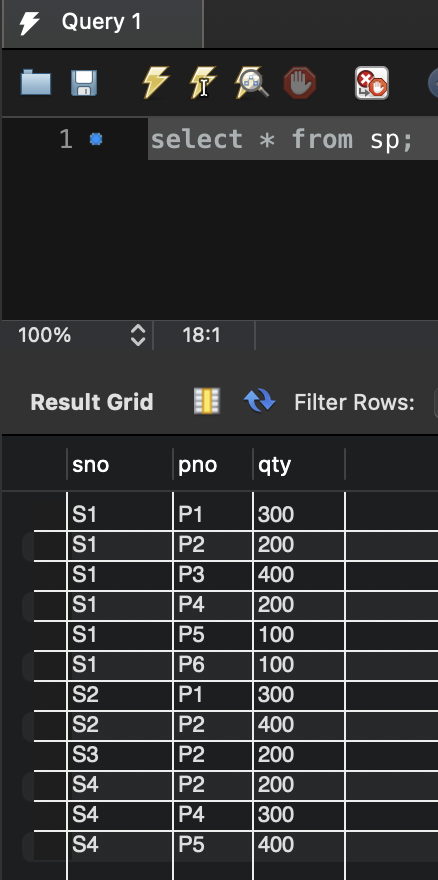 Query 1
1 select * from sp;
100% 18:1
Result Grid Filter Rows:
sno pno qty
S1 P1 300
S1 P2 200
S1 P3 400
S1 P4 200
S1 P5 100
S1 P6 100
S2 P1 300
S2 P2 400
S3 P2 200
S4 P2 200
S4 P4 300
S4 P5 400